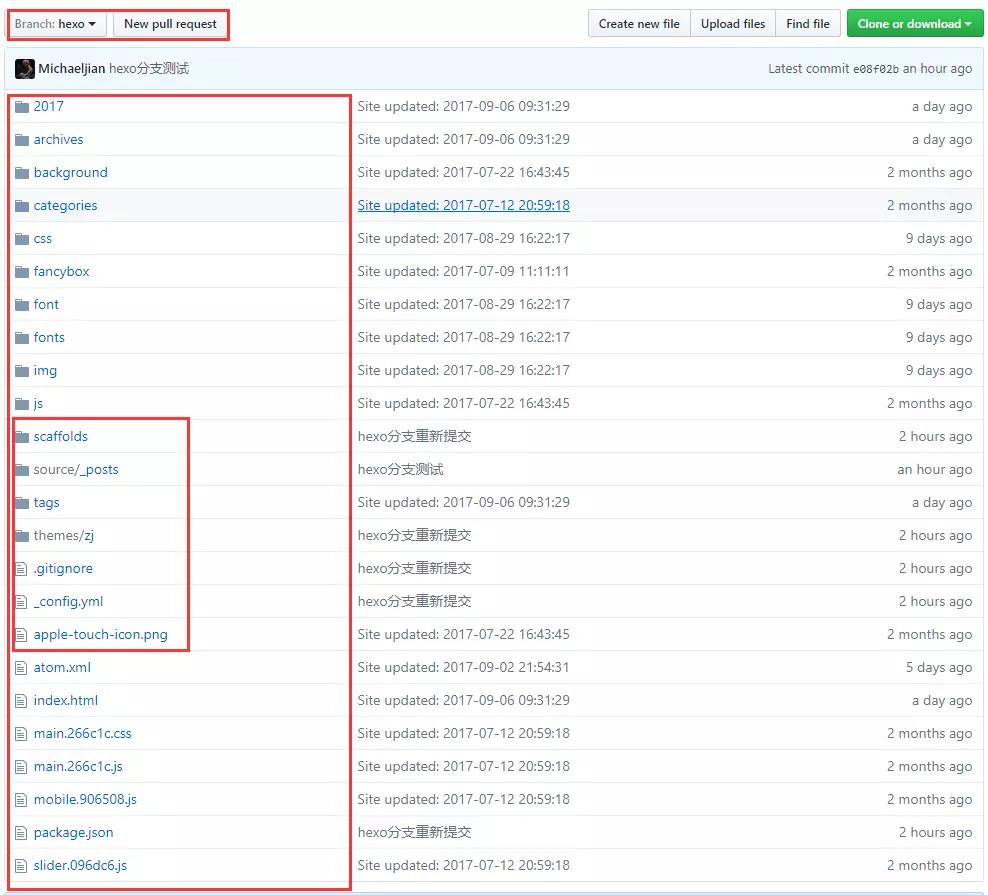 Branch: hexo New pull request Create new file Upload files Find file Clone or download
Michaeljian hexo分支测试 Latest commit e08f02b an hour ago
2017 Site updated: 2017-09-06 09:31:29 a day ago
archives Site updated: 2017-09-06 09:31:29 a day ago
background Site updated: 2017-07-22 16:43:45 2 months ago
categories Site updated: 2017-07-12 20:59:18 2 months ago
css Site updated: 2017-08-29 16:22:17 9 days ago
fancybox Site updated: 2017-07-09 11:11:11 2 months ago
font Site updated: 2017-08-29 16:22:17 9 days ago
fonts Site updated: 2017-08-29 16:22:17 9 days ago
img Site updated: 2017-08-29 16:22:17 9 days ago
js Site updated: 2017-07-22 16:43:45 2 months ago
scaffolds hexo分支重新提交 2 hours ago
source/_posts hexo分支测试 an hour ago
tags Site updated: 2017-09-06 09:31:29 a day ago
themes/zj hexo分支重新提交 2 hours ago
.gitignore hexo分支重新提交 2 hours ago
_config.yml hexo分支重新提交 2 hours ago
apple-touch-icon.png Site updated: 2017-07-22 16:43:45 2 months ago
atom.xml Site updated: 2017-09-02 21:54:31 5 days ago
index.html Site updated: 2017-09-06 09:31:29 a day ago
main.266c1c.css Site updated: 2017-07-12 20:59:18 2 months ago
main.266c1c.js Site updated: 2017-07-12 20:59:18 2 months ago
mobile.906508.js Site updated: 2017-07-12 20:59:18 2 months ago
package.json hexo分支重新提交 2 hours ago
slider.096dc6.js Site updated: 2017-07-12 20:59:18 2 months ago